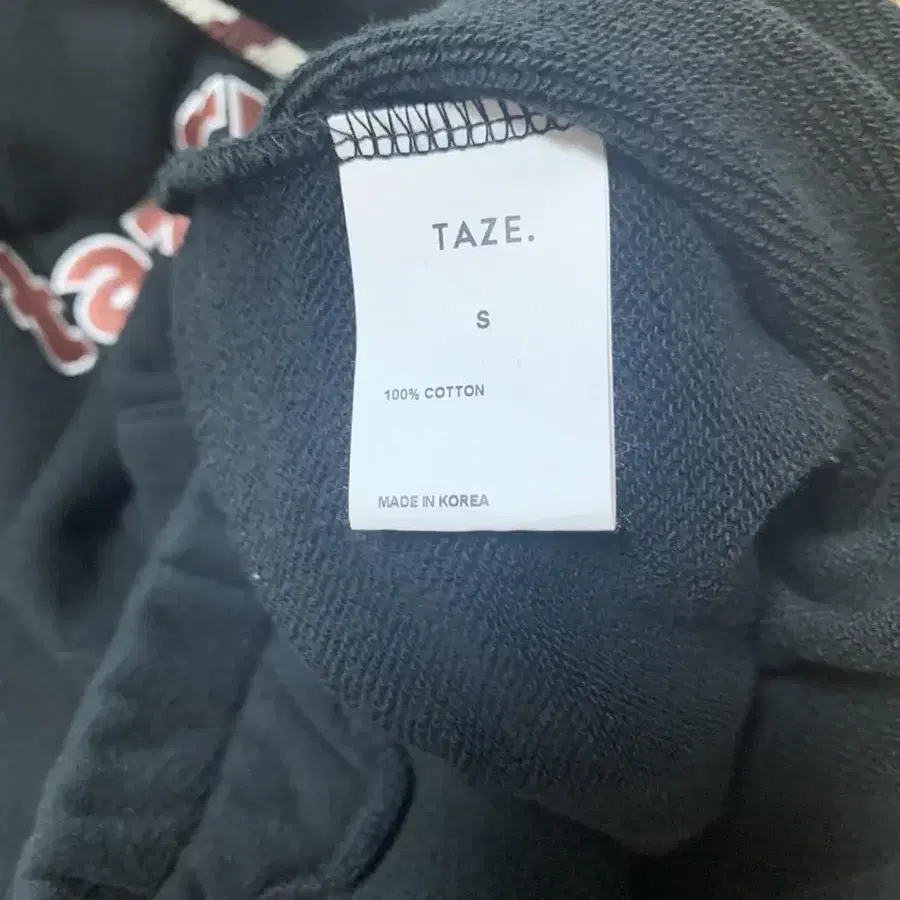 TAZE.
S
100% COTTON
MADE IN KOREA